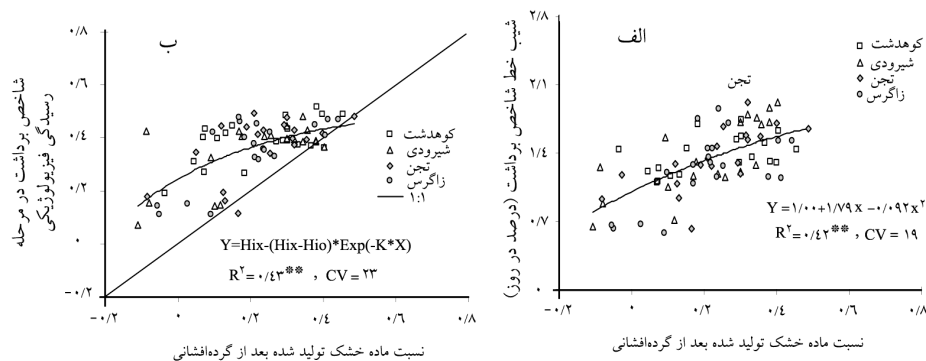 الف
۲/۸
۲/۱
۱/۴
۰/۷
۰
-۰/۲
۰
۰/۲
۰/۴
۰/۶
۰/۸
شیب خط شاخص برداشت (درصد در روز)
نسبت ماده خشک تولید شده بعد از گرده‌افشانی
تجن
کوهدشت
شیرودی
تجن
زاگرس
Y = ۱/۰۰+۱/۷۹ x -۰/۰۹۲x۲
R۲ = ۰/۴۲** , CV = ۱۹
ب
۰/۸
۰/۶
۰/۴
۰/۲
۰
-۰/۲
-۰/۲
۰
۰/۲
۰/۴
۰/۶
۰/۸
شاخص برداشت در مرحله
رسیدگی فیزیولوژیکی
نسبت ماده خشک تولید شده بعد از گرده‌افشانی
کوهدشت
شیرودی
تجن
زاگرس
۱:۱
Y=Hix-(Hix-Hio)*Exp(-K*X)
R۲ = ۰/۴۳** , CV = ۲۳